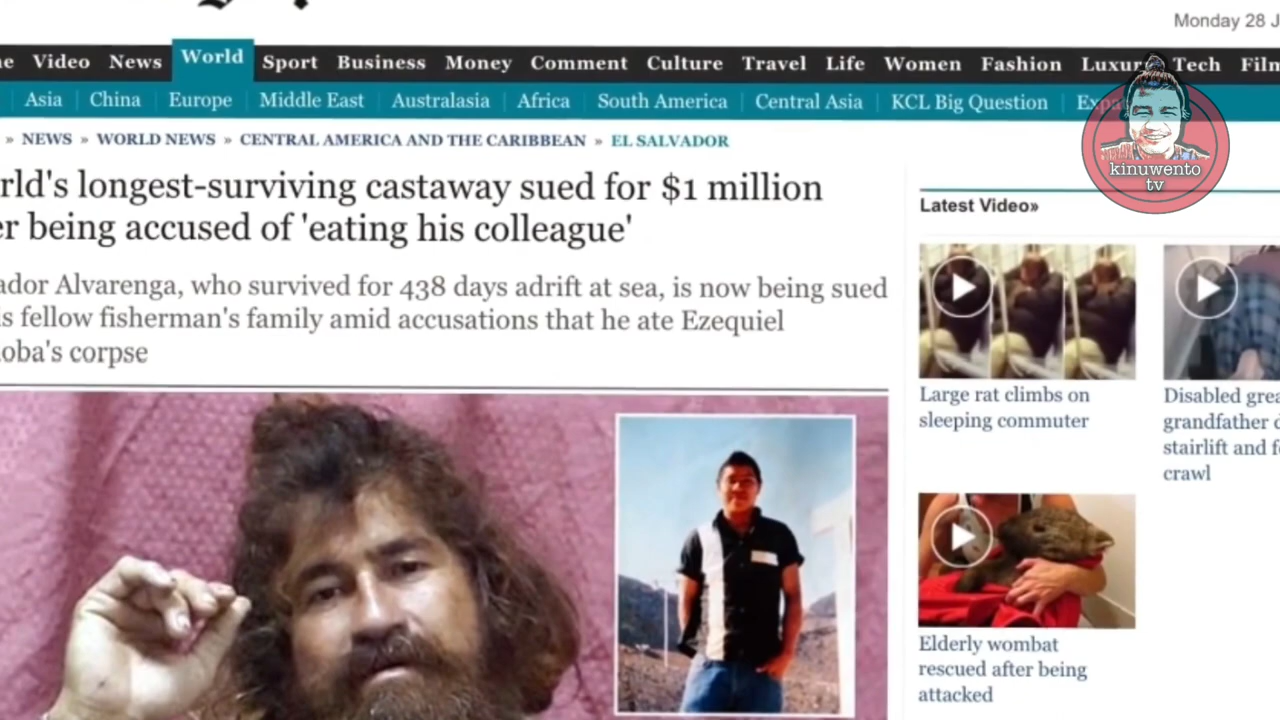 Monday 28 J
e Video News World Sport Business Money Comment Culture Travel Life Women Fashion Luxur Tech Film
Asia China Europe Middle East Australasia Africa South America Central Asia KCL Big Question Expa
» NEWS » WORLD NEWS » CENTRAL AMERICA AND THE CARIBBEAN » EL SALVADOR
rld's longest-surviving castaway sued for $1 million
er being accused of 'eating his colleague'
ador Alvarenga, who survived for 438 days adrift at sea, is now being sued
s fellow fisherman's family amid accusations that he ate Ezequiel
oba's corpse
kinuwento
tv
Latest Video»
Large rat climbs on
sleeping commuter
Disabled grea
grandfather d
stairlift and f
crawl
Elderly wombat
rescued after being
attacked